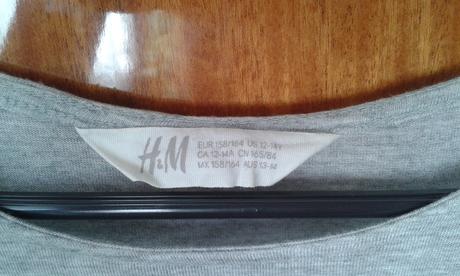 H&M
EUR 158/164 US 12-14Y
CA 12-14A CN 165/84
MX 158/164 AUS 13-14